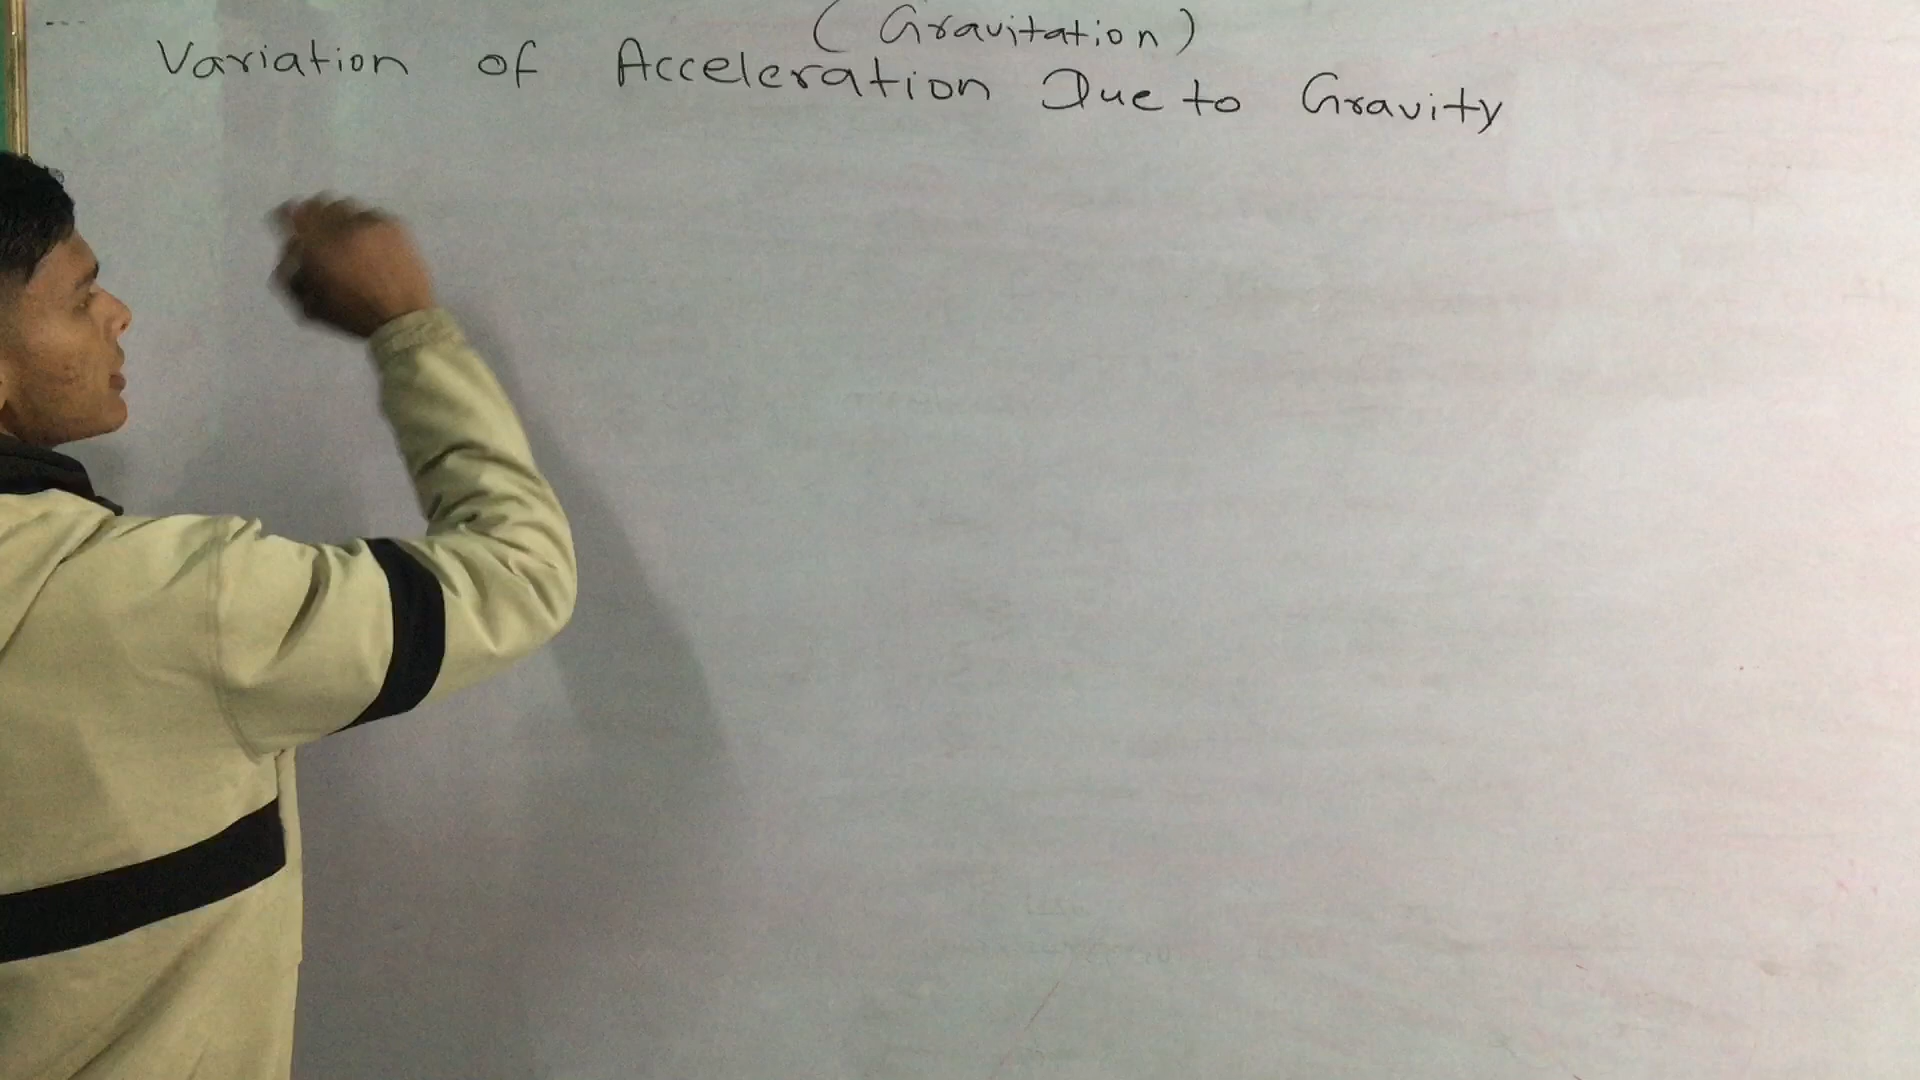 (Gravitation)
Variation of Acceleration Due to Gravity